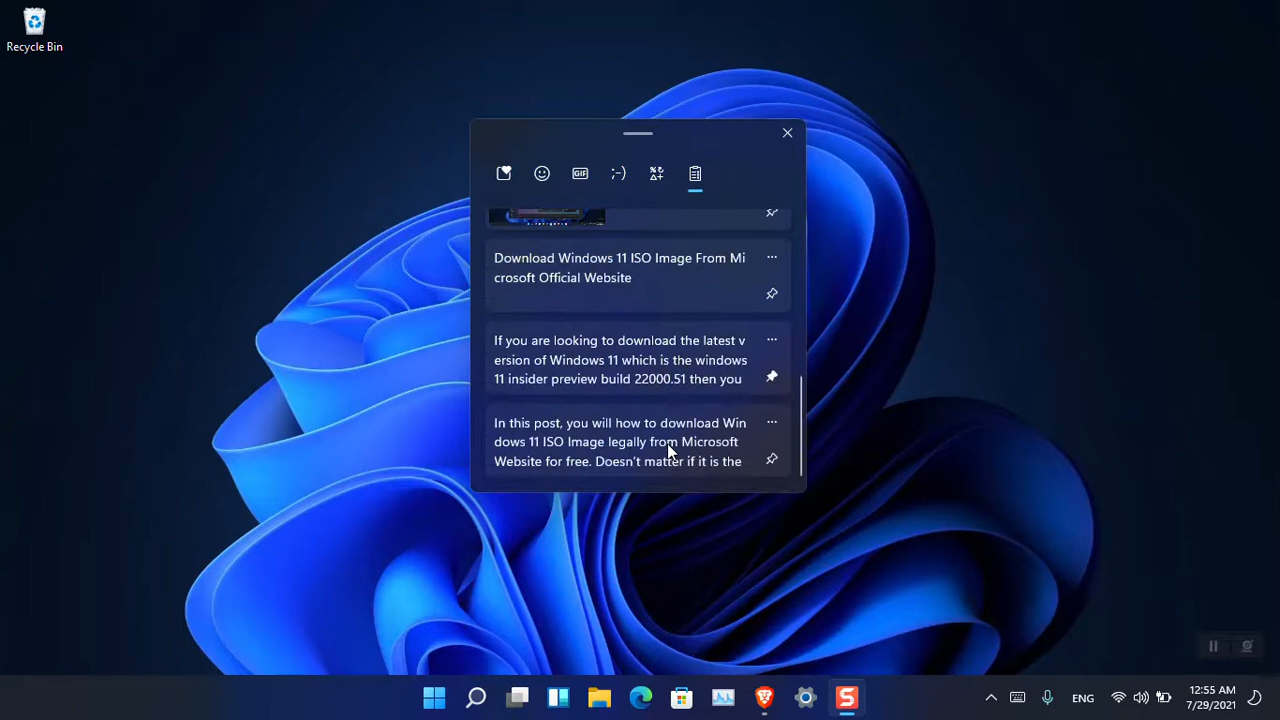 Recycle Bin
GIF
;-)
Download Windows 11 ISO Image From Mi
crosoft Official Website
If you are looking to download the latest v
ersion of Windows 11 which is the windows
11 insider preview build 22000.51 then you
In this post, you will how to download Win
dows 11 ISO Image legally from Microsoft
Website for free. Doesn't matter if it is the
ENG
12:55 AM
7/29/2021